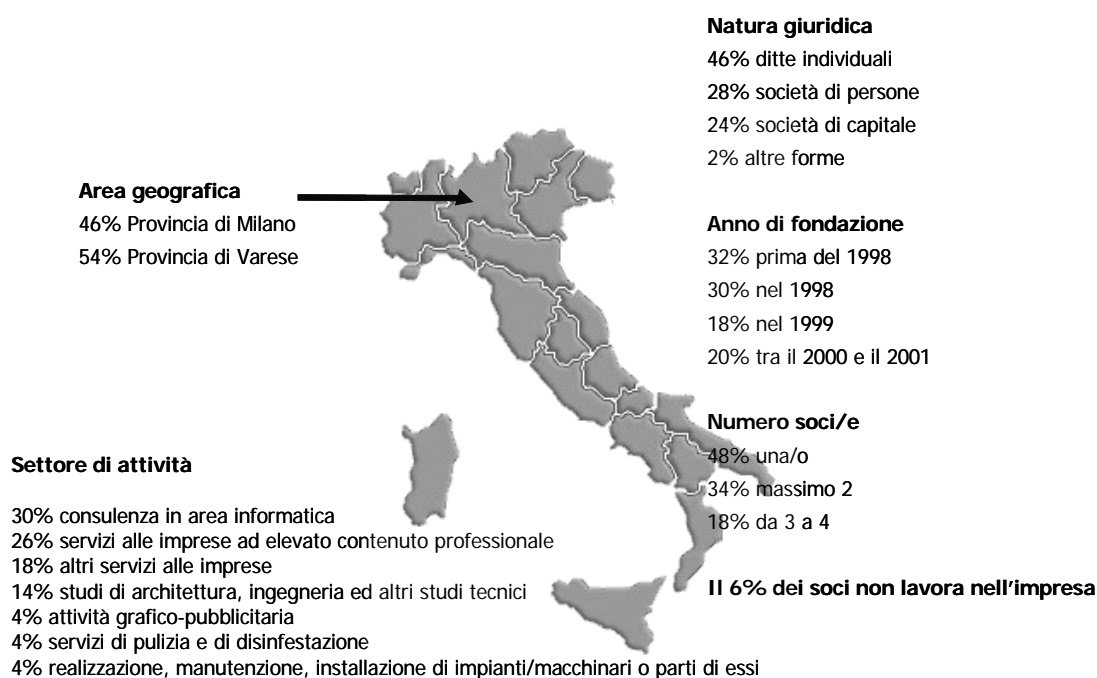 Natura giuridica
46% ditte individuali
28% società di persone
24% società di capitale
2% altre forme
Area geografica
46% Provincia di Milano
54% Provincia di Varese
Anno di fondazione
32% prima del 1998
30% nel 1998
18% nel 1999
20% tra il 2000 e il 2001
Numero soci/e
48% una/o
34% massimo 2
18% da 3 a 4
Il 6% dei soci non lavora nell'impresa
Settore di attività
30% consulenza in area informatica
26% servizi alle imprese ad elevato contenuto professionale
18% altri servizi alle imprese
14% studi di architettura, ingegneria ed altri studi tecnici
4% attività grafico-pubblicitaria
4% servizi di pulizia e di disinfestazione
4% realizzazione, manutenzione, installazione di impianti/macchinari o parti di essi